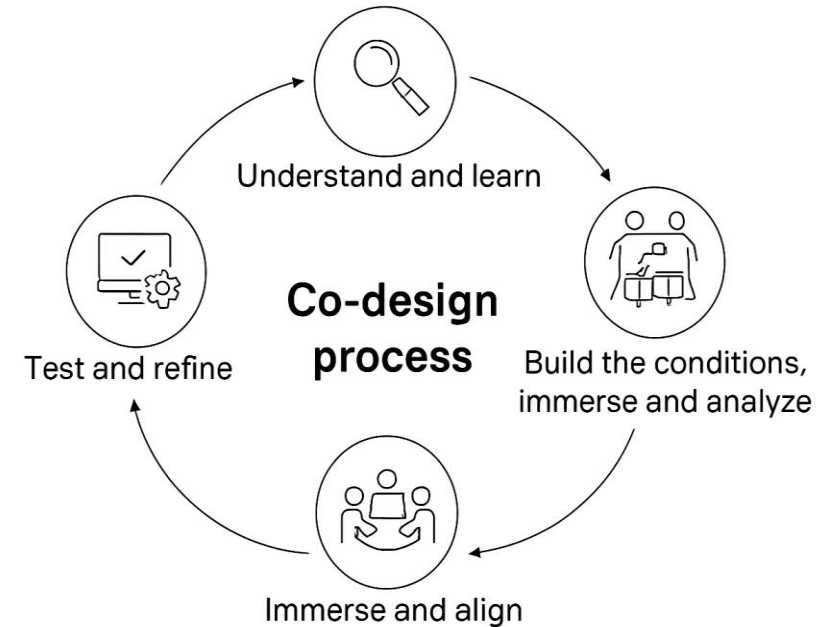 Understand and learn
Co-design
process
Build the conditions,
immerse and analyze
Test and refine
Immerse and align